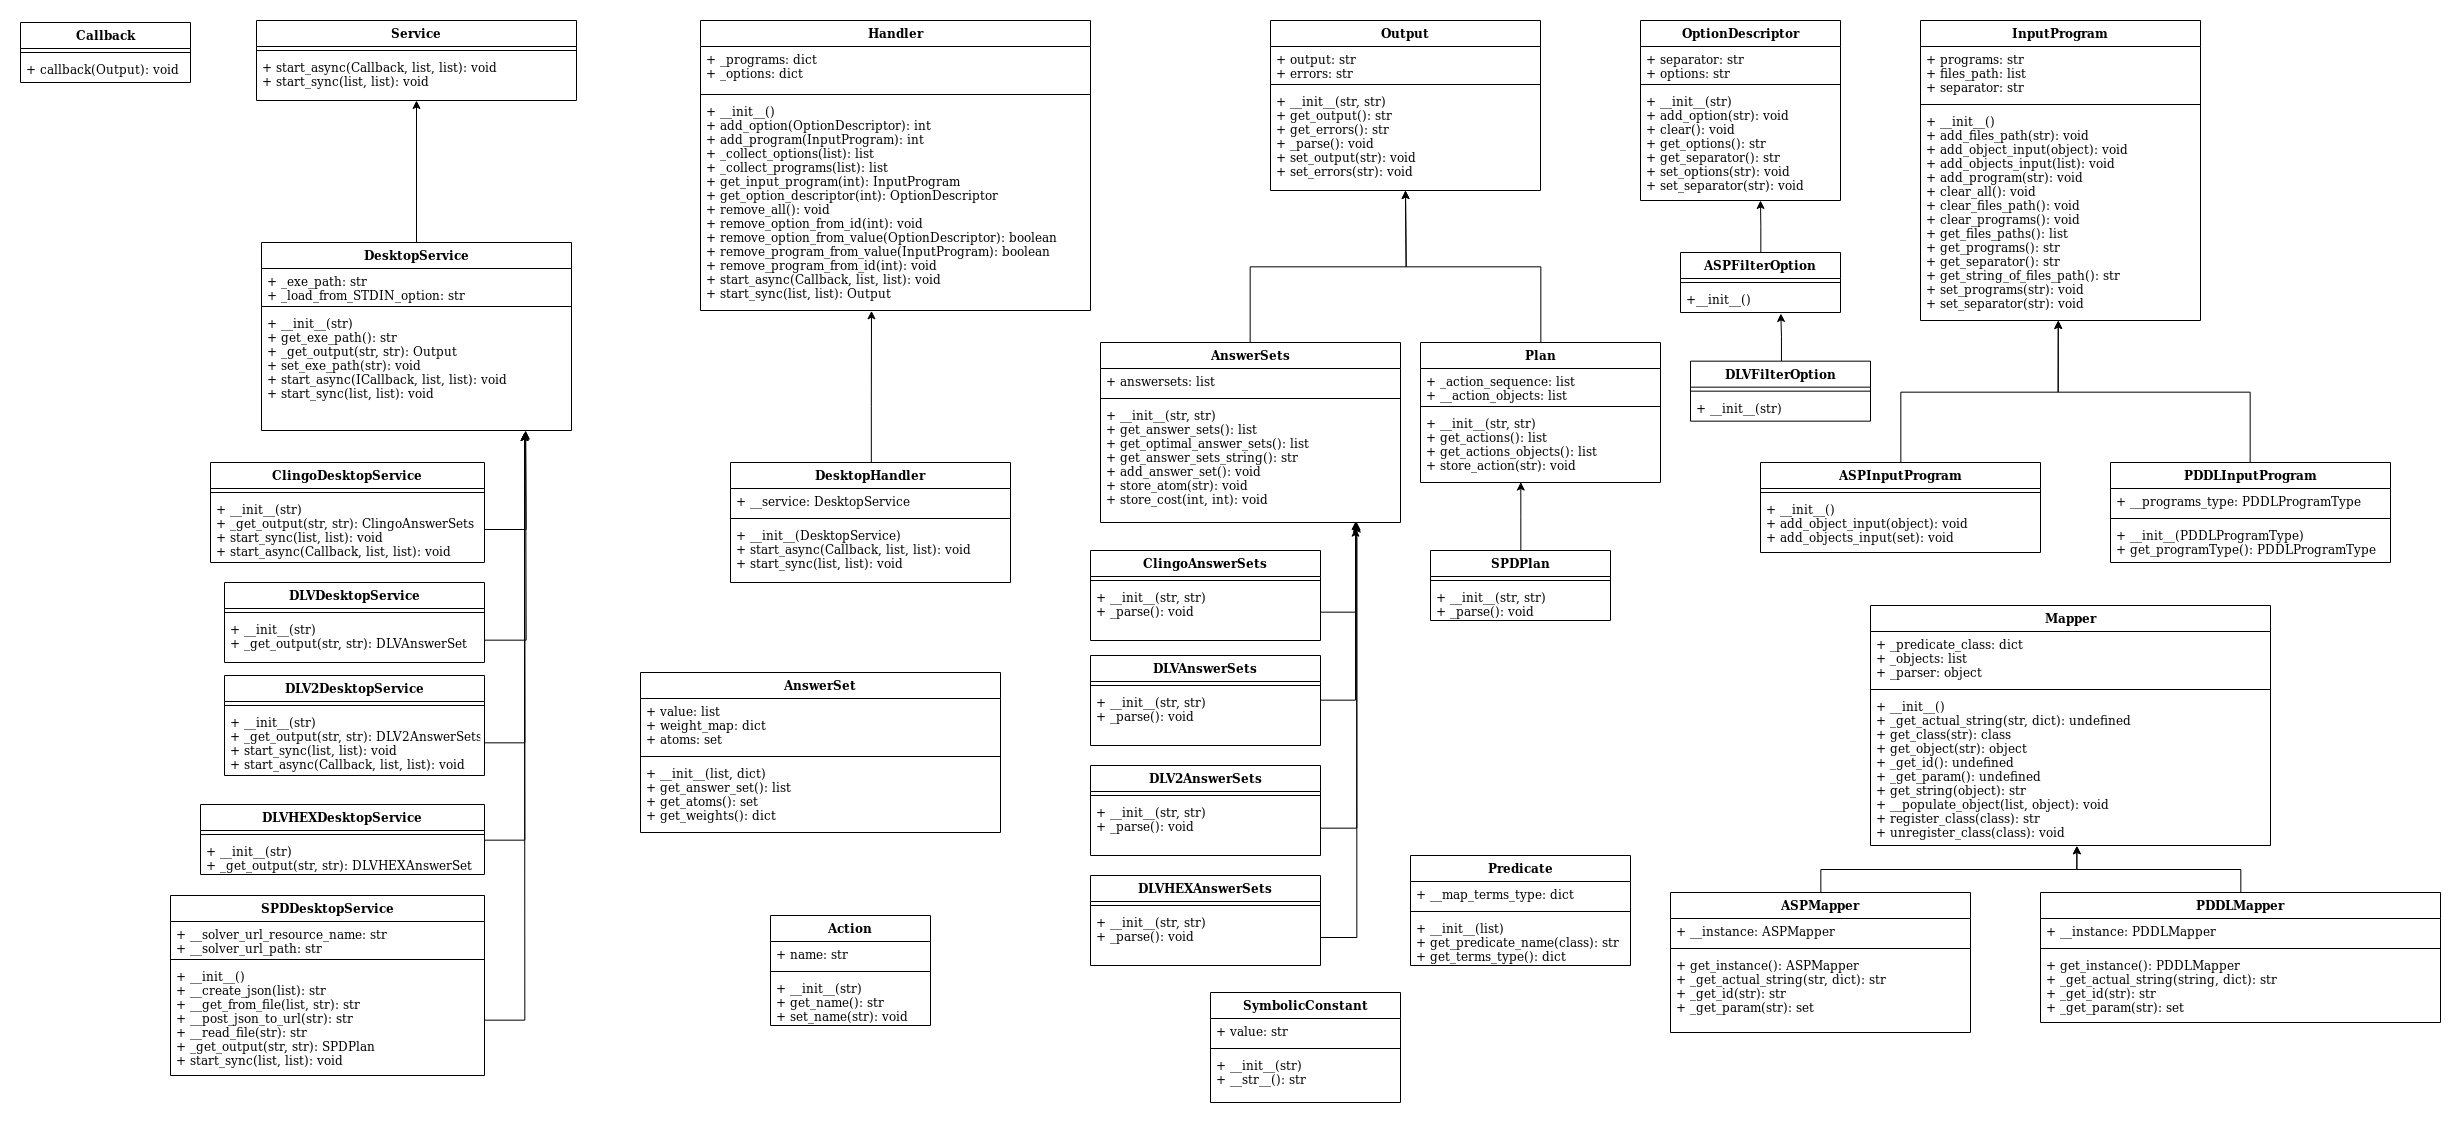 Callback
+ callback(Output): void
Service
+ start_async(Callback, list, list): void
+ start_sync(list, list): void
Handler
+ _programs: dict
+ _options: dict
+ __init__()
+ add_option(OptionDescriptor): int
+ add_program(InputProgram): int
+ _collect_options(list): list
+ _collect_programs(list): list
+ get_input_program(int): InputProgram
+ get_option_descriptor(int): OptionDescriptor
+ remove_all(): void
+ remove_option_from_id(int): void
+ remove_option_from_value(OptionDescriptor): boolean
+ remove_program_from_value(InputProgram): boolean
+ remove_program_from_id(int): void
+ start_async(Callback, list, list): void
+ start_sync(list, list): Output
Output
+ output: str
+ errors: str
+ __init__(str, str)
+ get_output(): str
+ get_errors(): str
+ _parse(): void
+ set_output(str): void
+ set_errors(str): void
OptionDescriptor
+ separator: str
+ options: str
+ __init__(str)
+ add_option(str): void
+ clear(): void
+ get_options(): str
+ get_separator(): str
+ set_options(str): void
+ set_separator(str): void
InputProgram
+ programs: str
+ files_path: list
+ separator: str
+ __init__()
+ add_files_path(str): void
+ add_object_input(object): void
+ add_objects_input(list): void
+ add_program(str): void
+ clear_all(): void
+ clear_files_path(): void
+ clear_programs(): void
+ get_files_paths(): list
+ get_programs(): str
+ get_separator(): str
+ get_string_of_files_path(): str
+ set_programs(str): void
+ set_separator(str): void
DesktopService
+ _exe_path: str
+ _load_from_STDIN_option: str
+ __init__(str)
+ get_exe_path(): str
+ _get_output(str, str): Output
+ set_exe_path(str): void
+ start_async(ICallback, list, list): void
+ start_sync(list, list): void
ASPFilterOption
+__init__()
DLVFilterOption
+ __init__(str)
AnswerSets
+ answersets: list
+ __init__(str, str)
+ get_answer_sets(): list
+ get_optimal_answer_sets(): list
+ get_answer_sets_string(): str
+ add_answer_set(): void
+ store_atom(str): void
+ store_cost(int, int): void
Plan
+ _action_sequence: list
+ __action_objects: list
+ __init__(str, str)
+ get_actions(): list
+ get_actions_objects(): list
+ store_action(str): void
ClingoDesktopService
+ __init__(str)
+ _get_output(str, str): ClingoAnswerSets
+ start_sync(list, list): void
+ start_async(Callback, list, list): void
DesktopHandler
+ __service: DesktopService
+ __init__(DesktopService)
+ start_async(Callback, list, list): void
+ start_sync(list, list): void
ASPInputProgram
+ __init__()
+ add_object_input(object): void
+ add_objects_input(set): void
PDDLInputProgram
+ __programs_type: PDDLProgramType
+ __init__(PDDLProgramType)
+ get_programType(): PDDLProgramType
ClingoAnswerSets
+ __init__(str, str)
+ _parse(): void
SPDPlan
+ __init__(str, str)
+ _parse(): void
DLVDesktopService
+ __init__(str)
+ _get_output(str, str): DLVAnswerSet
Mapper
+ _predicate_class: dict
+ _objects: list
+ _parser: object
+ __init__()
+ _get_actual_string(str, dict): undefined
+ get_class(str): class
+ get_object(str): object
+ _get_id(): undefined
+ _get_param(): undefined
+ get_string(object): str
+ __populate_object(list, object): void
+ register_class(class): str
+ unregister_class(class): void
DLVAnswerSets
+ __init__(str, str)
+ _parse(): void
DLV2DesktopService
+ __init__(str)
+ _get_output(str, str): DLV2AnswerSets
+ start_sync(list, list): void
+ start_async(Callback, list, list): void
AnswerSet
+ value: list
+ weight_map: dict
+ atoms: set
+ __init__(list, dict)
+ get_answer_set(): list
+ get_atoms(): set
+ get_weights(): dict
DLV2AnswerSets
+ __init__(str, str)
+ _parse(): void
DLVHEXDesktopService
+ __init__(str)
+ _get_output(str, str): DLVHEXAnswerSet
DLVHEXAnswerSets
+ __init__(str, str)
+ _parse(): void
Predicate
+ __map_terms_type: dict
+ __init__(list)
+ get_predicate_name(class): str
+ get_terms_type(): dict
SPDDesktopService
+ __solver_url_resource_name: str
+ __solver_url_path: str
+ __init__()
+ __create_json(list): str
+ __get_from_file(list, str): str
+ __post_json_to_url(str): str
+ __read_file(str): str
+ _get_output(str, str): SPDPlan
+ start_sync(list, list): void
Action
+ name: str
+ __init__(str)
+ get_name(): str
+ set_name(str): void
ASPMapper
+ __instance: ASPMapper
+ get_instance(): ASPMapper
+ _get_actual_string(str, dict): str
+ _get_id(str): str
+ _get_param(str): set
PDDLMapper
+ __instance: PDDLMapper
+ get_instance(): PDDLMapper
+ _get_actual_string(string, dict): str
+ _get_id(str): str
+ _get_param(str): set
SymbolicConstant
+ value: str
+ __init__(str)
+ __str__(): str